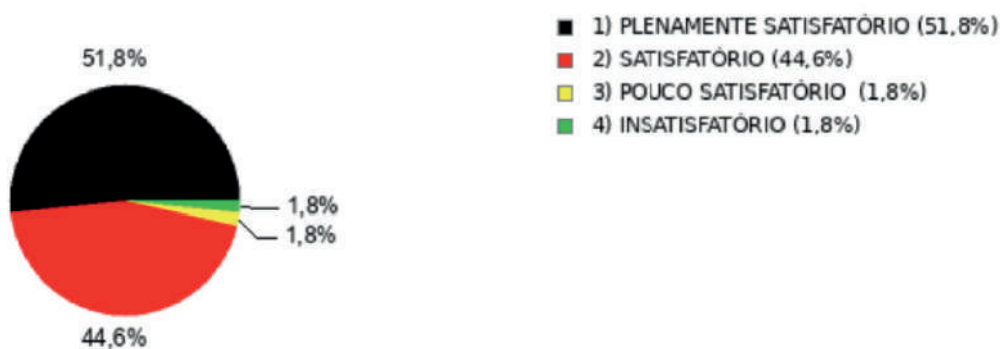 51,8%
1,8%
1,8%
44,6%
1) PLENAMENTE SATISFATÓRIO (51,8%)
2) SATISFATÓRIO (44,6%)
3) POUCO SATISFATÓRIO (1,8%)
4) INSATISFATÓRIO (1,8%)